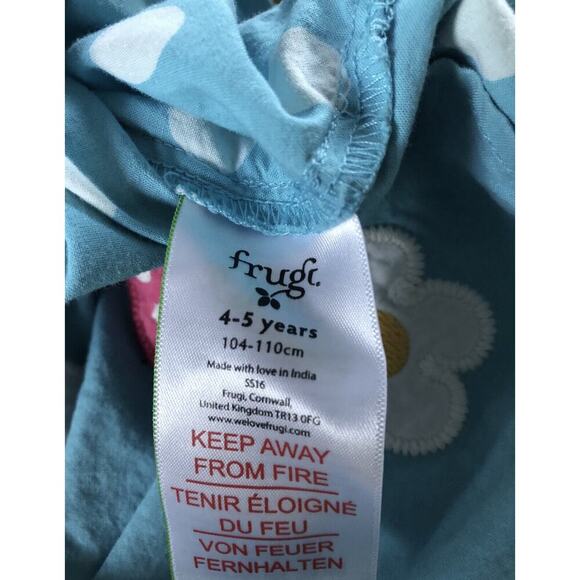 frugi.
4-5 years
104-110cm
Made with love in India
SS16
Frugi, Cornwall,
United Kingdom TR13 0FG
www.welovefrugi.com
KEEP AWAY
FROM FIRE
TENIR ÉLOIGNÉ
DU FEU
VON FEUER
FERNHALTEN